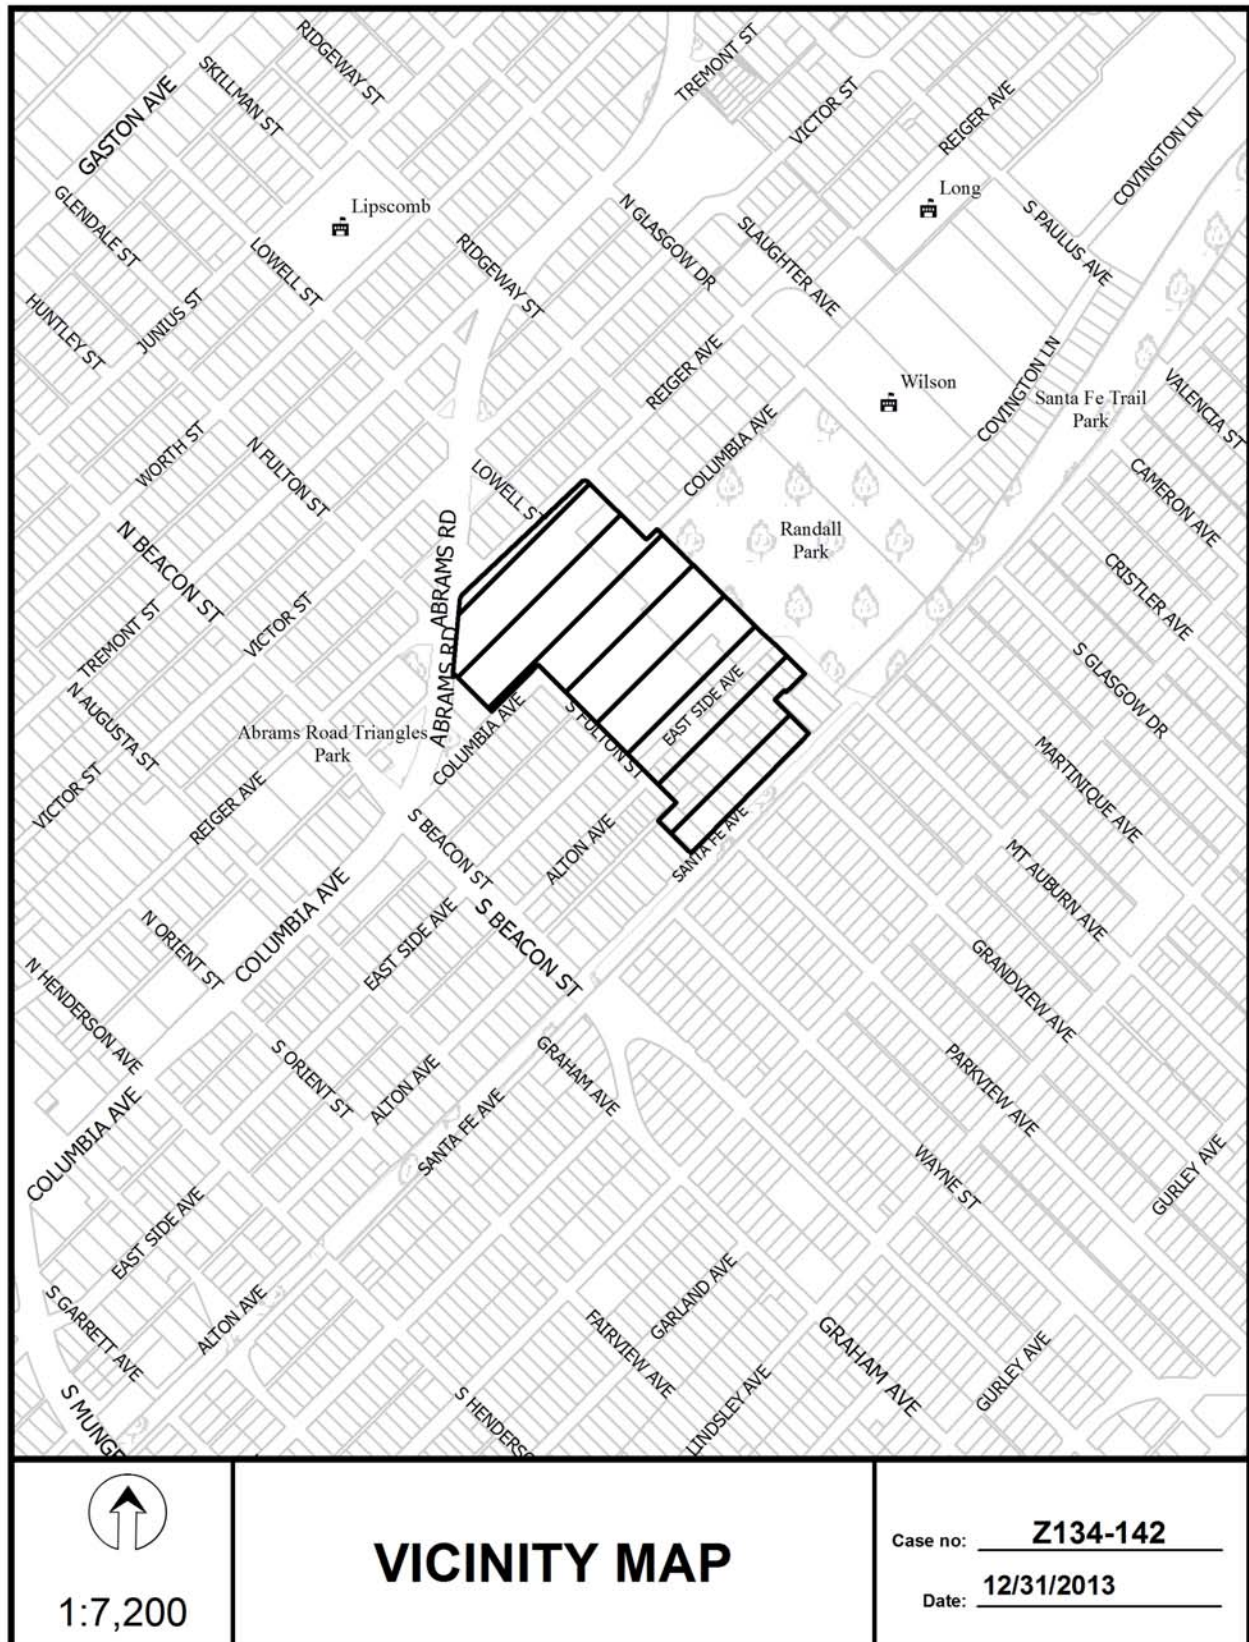 RIDGEWAY ST
TREMONT ST
SKILLMAN ST
GASTON AVE
VICTOR ST
REIGER AVE
COVINGTON LN
Long
Lipscomb
GLENDALE ST
N GLASGOW DR
SLAUGHTER AVE
S PAULUS AVE
LOWELL ST
RIDGEWAY ST
HUNTLEY ST
JUNIUS ST
REIGER AVE
Wilson
COVINGTON LN
Santa Fe Trail
Park
VALENCIA ST
WORTH ST
N FULTON ST
COLUMBIA AVE
LOWELL ST
CAMERON AVE
N BEACON ST
ABRAMS RD
Randall
Park
CRISTLER AVE
TREMONT ST
VICTOR ST
ABRAMS RD
S GLASGOW DR
N AUGUSTA ST
Abrams Road Triangles
Park
ABRAMS RD
COLUMBIA AVE
S FULTON ST
EAST SIDE AVE
VICTOR ST
REIGER AVE
MARTINIQUE AVE
S BEACON ST
ALTON AVE
SANTA FE AVE
MT AUBURN AVE
COLUMBIA AVE
N ORIENT ST
EAST SIDE AVE
S BEACON ST
GRANDVIEW AVE
N HENDERSON AVE
S ORIENT ST
ALTON AVE
GRAHAM AVE
PARKVIEW AVE
SANTA FE AVE
COLUMBIA AVE
WAYNE ST
GURLEY AVE
EAST SIDE AVE
S GARRETT AVE
ALTON AVE
GARLAND AVE
FAIRVIEW AVE
GRAHAM AVE
GURLEY AVE
S MUNGE
S HENDERSO
LINDSLEY AVE
1:7,200
VICINITY MAP
Case no: Z134-142
Date: 12/31/2013